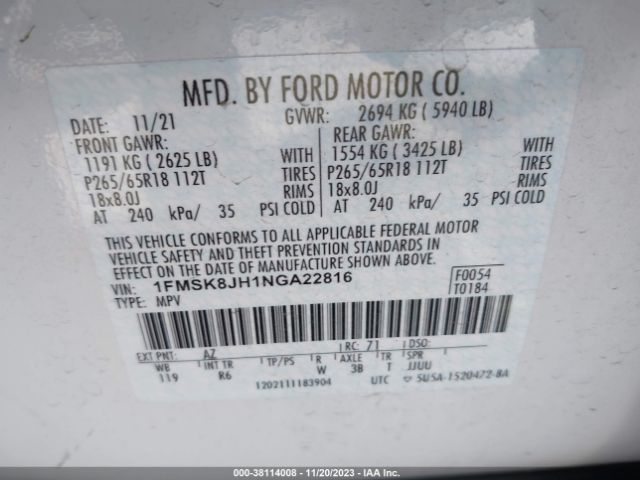 MFD. BY FORD MOTOR CO.
DATE: 11/21 GVWR: 2694 KG ( 5940 LB)
FRONT GAWR: REAR GAWR:
1191 KG ( 2625 LB) WITH 1554 KG ( 3425 LB) WITH
P265/65R18 112T TIRES P265/65R18 112T TIRES
18x8.0J RIMS 18x8.0J RIMS
AT 240 kPa/ 35 PSI COLD AT 240 kPa/ 35 PSI COLD
THIS VEHICLE CONFORMS TO ALL APPLICABLE FEDERAL MOTOR
VEHICLE SAFETY AND THEFT PREVENTION STANDARDS IN
EFFECT ON THE DATE OF MANUFACTURE SHOWN ABOVE.
VIN: 1FMSK8JH1NGA22816 F0054
TYPE: MPV T0184
EXT PNT: AZ RC: 71 DSO:
WB INT TR TP/PS R AXLE TR SPR
119 R6 W 3B T JJUU
1202111183904 UTC 5U5A-1520472-BA
000-38114008 - 11/20/2023 - IAA Inc.